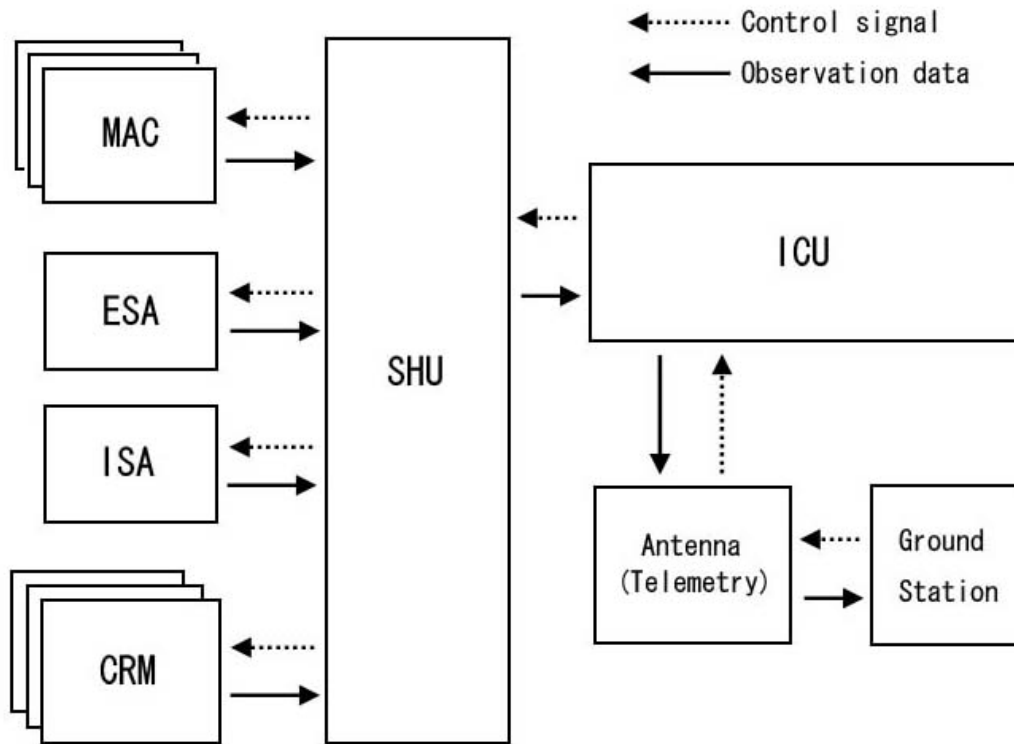 Control signal
Observation data
MAC
ICU
ESA
SHU
ISA
Antenna
(Telemetry)
Ground
Station
CRM